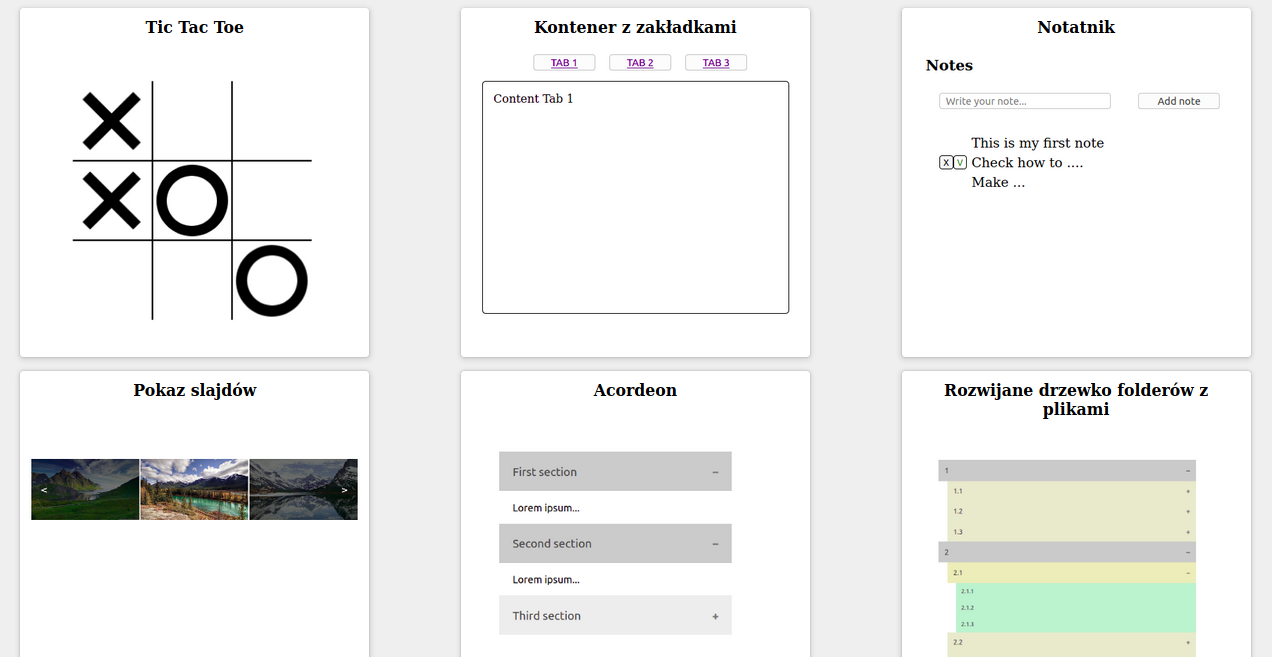 Tic Tac Toe
Kontener z zakładkami
TAB 1
TAB 2
TAB 3
Content Tab 1
Notatnik
Notes
Write your note...
Add note
This is my first note
X V Check how to ....
Make ...
Pokaz slajdów
<
>
Acordeon
First section −
Lorem ipsum...
Second section −
Lorem ipsum...
Third section +
Rozwijane drzewko folderów z
plikami
1 −
1.1 +
1.2 +
1.3 +
2 −
2.1 −
2.1.1
2.1.2
2.1.3
2.2 +